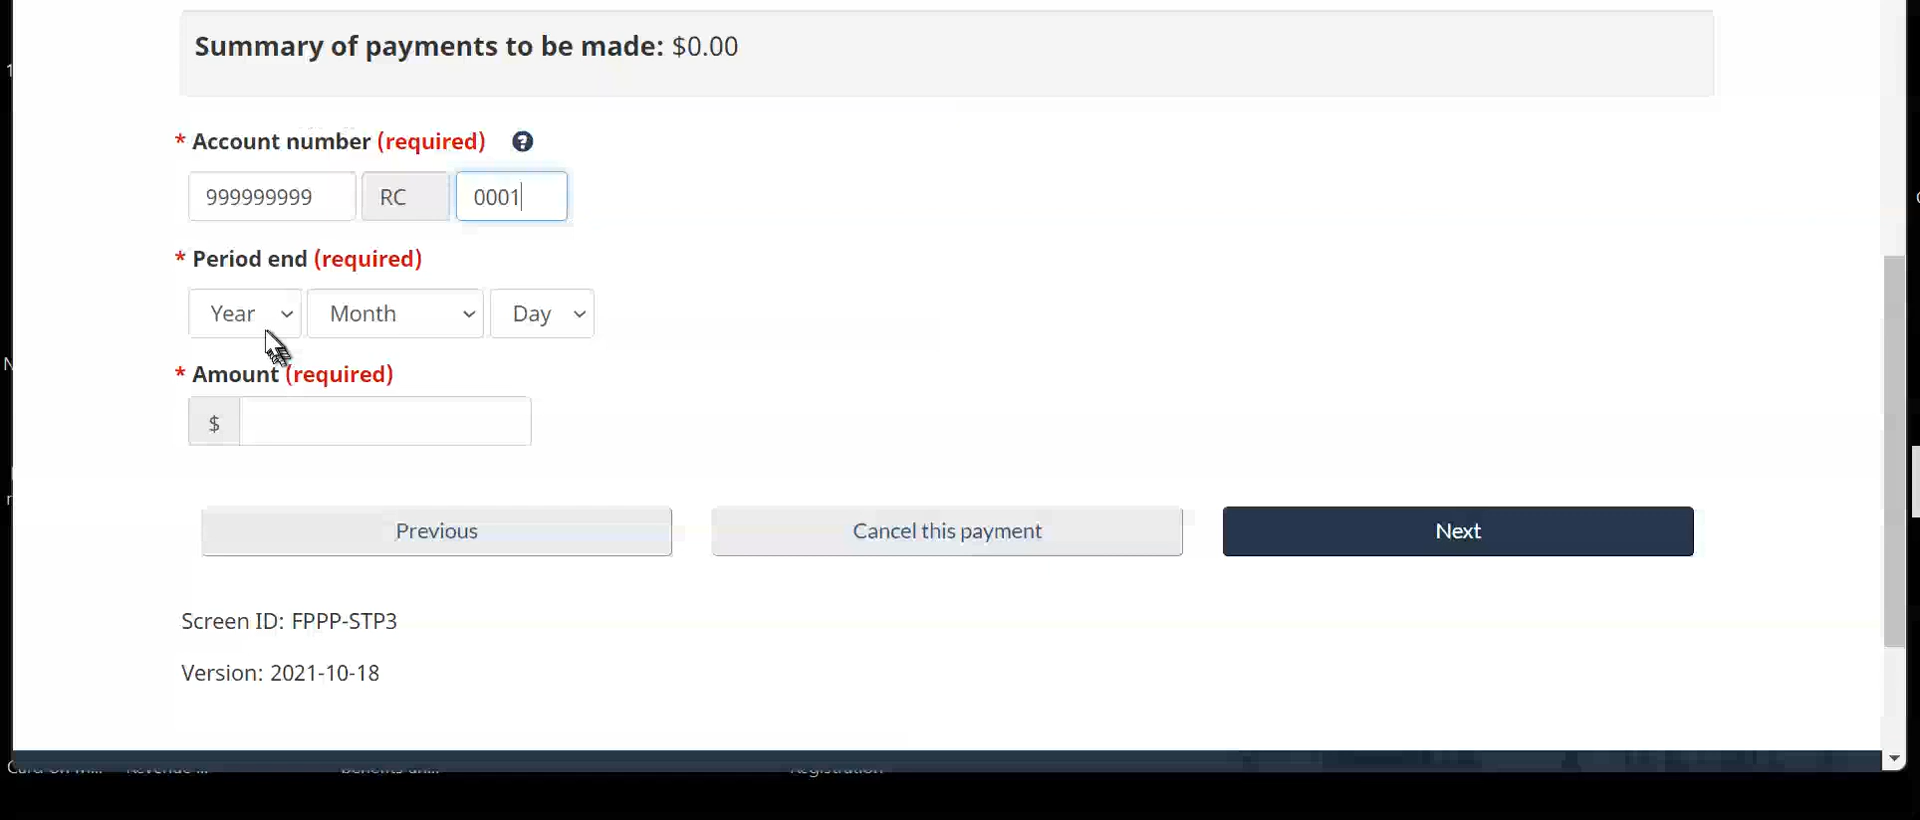 Summary of payments to be made: $0.00
* Account number (required) ?
999999999 RC 0001
* Period end (required)
Year Month Day
* Amount (required)
$
Previous Cancel this payment Next
Screen ID: FPPP-STP3
Version: 2021-10-18